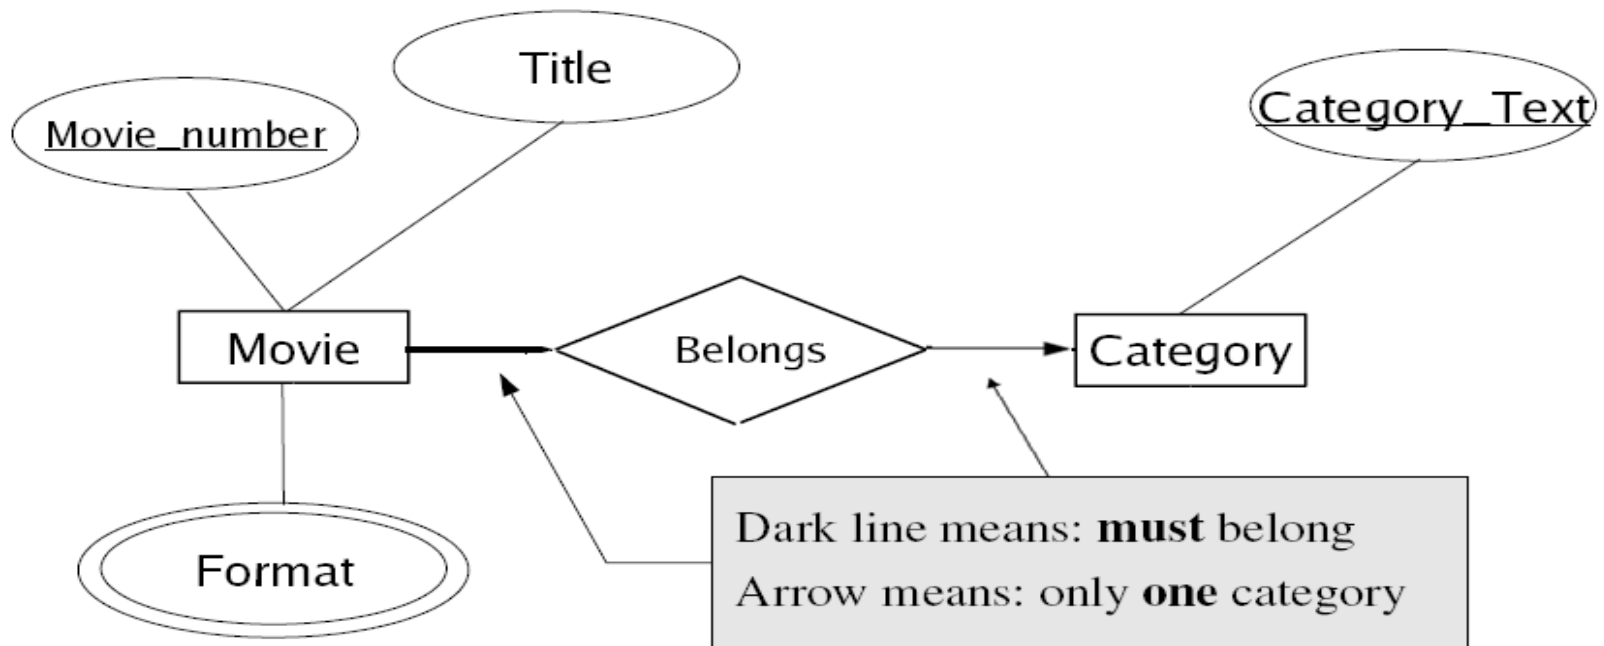 Title
Movie_number
Category_Text
Movie
Belongs
Category
Format
Dark line means: must belong
Arrow means: only one category